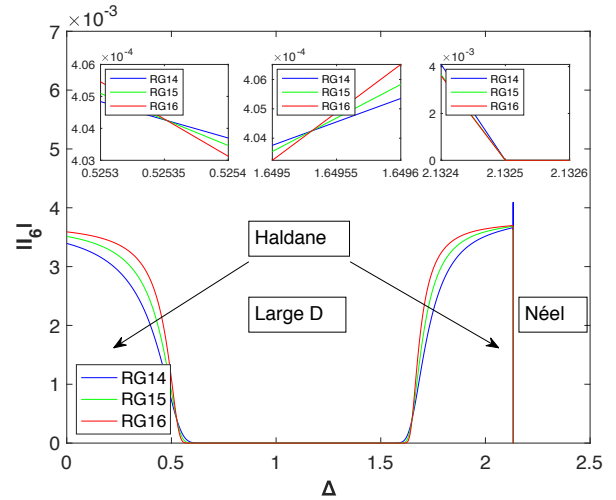 ×10⁻³
7
6
5
4
3
2
1
0
|I₆|
×10⁻⁴
4.06
4.05
4.04
4.03
0.5253
0.52535
0.5254
RG14
RG15
RG16
×10⁻⁴
4.06
4.04
1.6495
1.64955
1.6496
RG14
RG15
RG16
×10⁻³
4
2
0
2.1324
2.1325
2.1326
RG14
RG15
RG16
Haldane
Large D
Néel
RG14
RG15
RG16
0
0.5
1
1.5
2
2.5
Δ